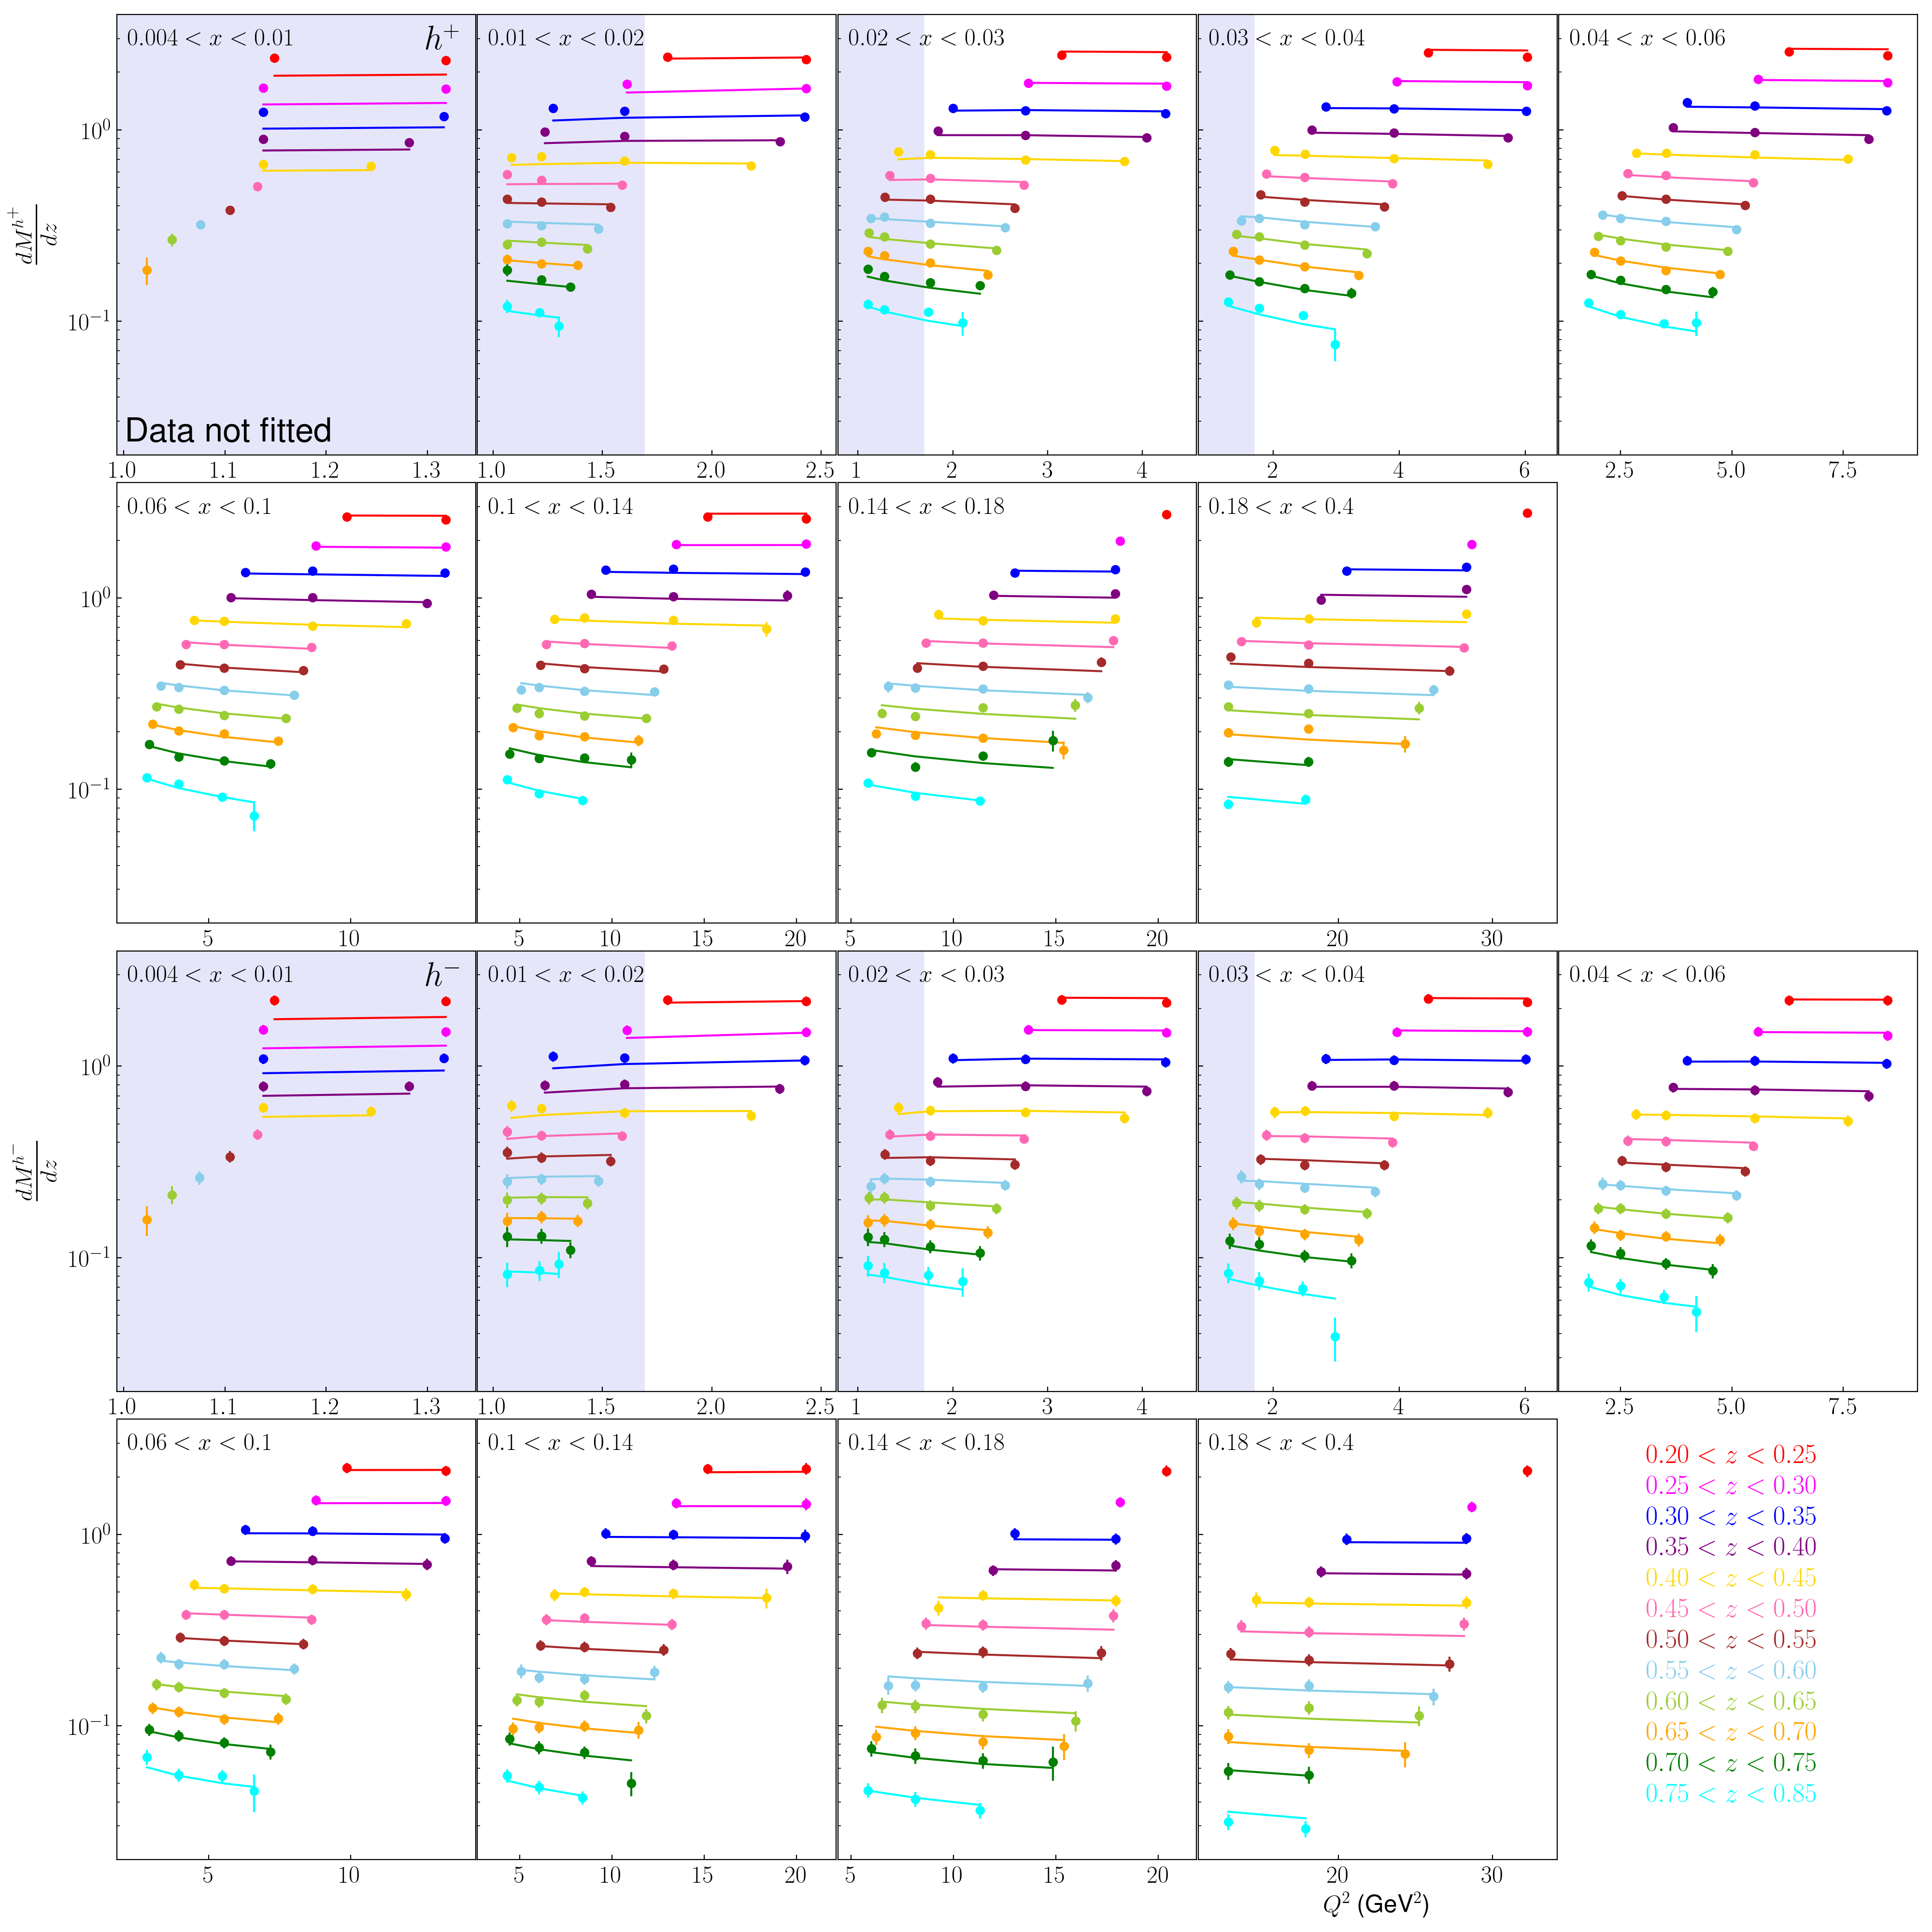 0.004 < x < 0.01 h⁺
0.01 < x < 0.02
0.02 < x < 0.03
0.03 < x < 0.04
0.04 < x < 0.06
10⁰
10⁻¹
dM^{h⁺}
dz
Data not fitted
1.0 1.1 1.2 1.3
1.0 1.5 2.0 2.5
1 2 3 4
2 4 6
2.5 5.0 7.5
0.06 < x < 0.1
0.1 < x < 0.14
0.14 < x < 0.18
0.18 < x < 0.4
10⁰
10⁻¹
5 10
5 10 15 20
5 10 15 20
20 30
0.004 < x < 0.01 h⁻
0.01 < x < 0.02
0.02 < x < 0.03
0.03 < x < 0.04
0.04 < x < 0.06
10⁰
10⁻¹
dM^{h⁻}
dz
1.0 1.1 1.2 1.3
1.0 1.5 2.0 2.5
1 2 3 4
2 4 6
2.5 5.0 7.5
0.06 < x < 0.1
0.1 < x < 0.14
0.14 < x < 0.18
0.18 < x < 0.4
10⁰
10⁻¹
5 10
5 10 15 20
5 10 15 20
20 30
Q² (GeV²)
0.20 < z < 0.25
0.25 < z < 0.30
0.30 < z < 0.35
0.35 < z < 0.40
0.40 < z < 0.45
0.45 < z < 0.50
0.50 < z < 0.55
0.55 < z < 0.60
0.60 < z < 0.65
0.65 < z < 0.70
0.70 < z < 0.75
0.75 < z < 0.85